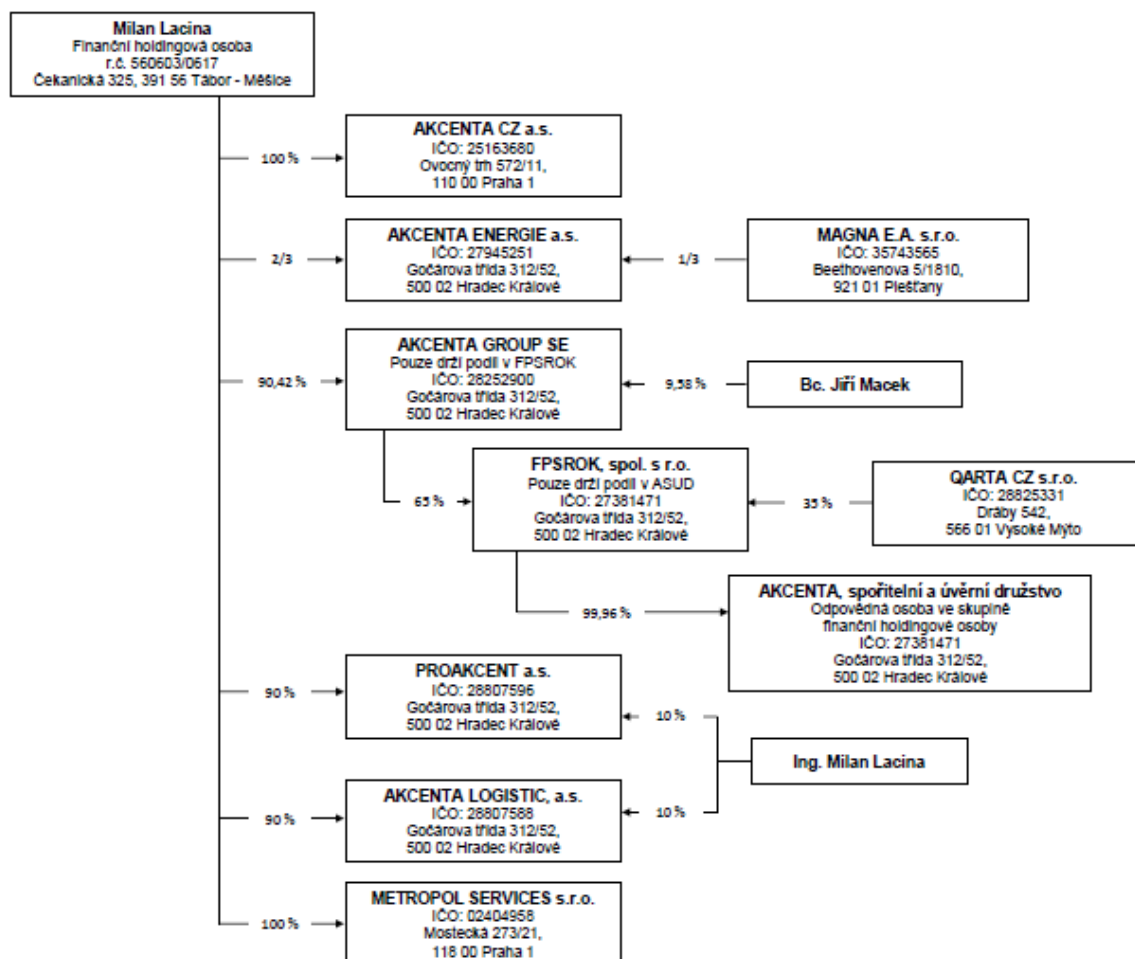 Milan Lacina
Finanční holdingová osoba
r.č. 560603/0617
Čekanická 325, 391 56 Tábor - Měšice
AKCENTA CZ a.s.
IČO: 25163680
Ovocný trh 572/11,
110 00 Praha 1
100 %
AKCENTA ENERGIE a.s.
IČO: 27945251
Gočárova třída 312/52,
500 02 Hradec Králové
2/3
MAGNA E.A. s.r.o.
IČO: 35743565
Beethovenova 5/1810,
921 01 Piešťany
1/3
AKCENTA GROUP SE
Pouze drží podíl v FPSROK
IČO: 28252900
Gočárova třída 312/52,
500 02 Hradec Králové
90,42 %
9,58 %
Bc. Jiří Macek
FPSROK, spol. s r.o.
Pouze drží podíl v ASUD
IČO: 27381471
Gočárova třída 312/52,
500 02 Hradec Králové
65 %
35 %
QARTA CZ s.r.o.
IČO: 28825331
Dráby 542,
566 01 Vysoké Mýto
AKCENTA, spořitelní a úvěrní družstvo
Odpovědná osoba ve skupině
finanční holdingové osoby
IČO: 27381471
Gočárova třída 312/52,
500 02 Hradec Králové
99,96 %
PROAKCENT a.s.
IČO: 28807596
Gočárova třída 312/52,
500 02 Hradec Králové
90 %
10 %
Ing. Milan Lacina
AKCENTA LOGISTIC, a.s.
IČO: 28807588
Gočárova třída 312/52,
500 02 Hradec Králové
90 %
10 %
METROPOL SERVICES s.r.o.
IČO: 02404958
Mostecká 273/21,
118 00 Praha 1
100 %